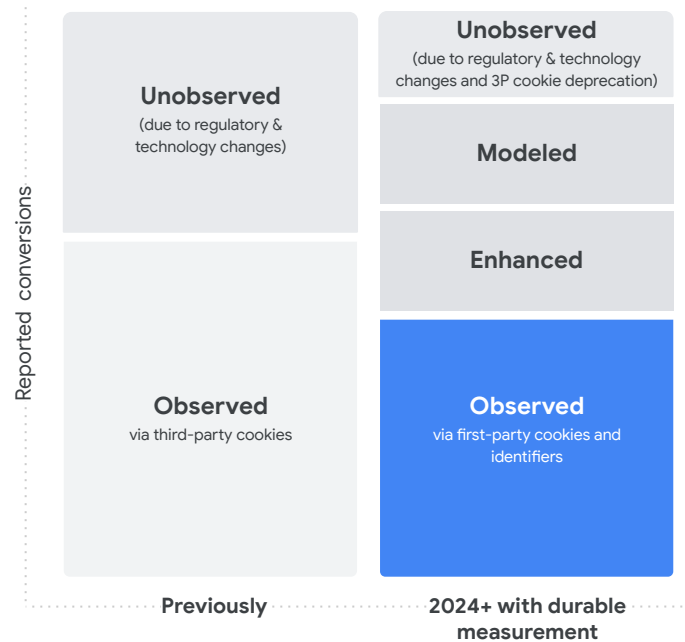 Reported conversions
Unobserved
(due to regulatory &
technology changes)
Observed
via third-party cookies
Previously
Unobserved
(due to regulatory & technology
changes and 3P cookie deprecation)
Modeled
Enhanced
Observed
via first-party cookies and
identifiers
2024+ with durable
measurement